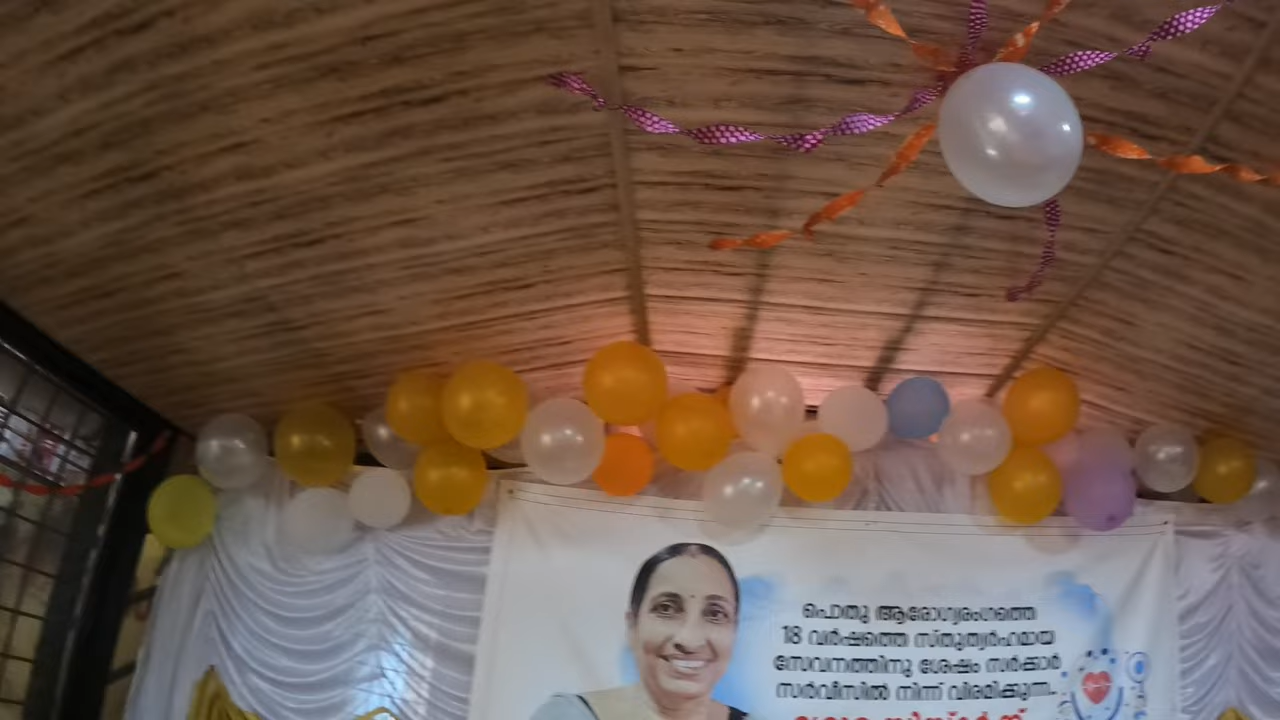 പൊതു ആരോഗ്യരംഗത്തെ
18 വർഷത്തെ സ്തുത്യർഹമായ
സേവനത്തിനു ശേഷം സർക്കാർ
സർവീസിൽ നിന്ന് വിരമിക്കുന്ന..